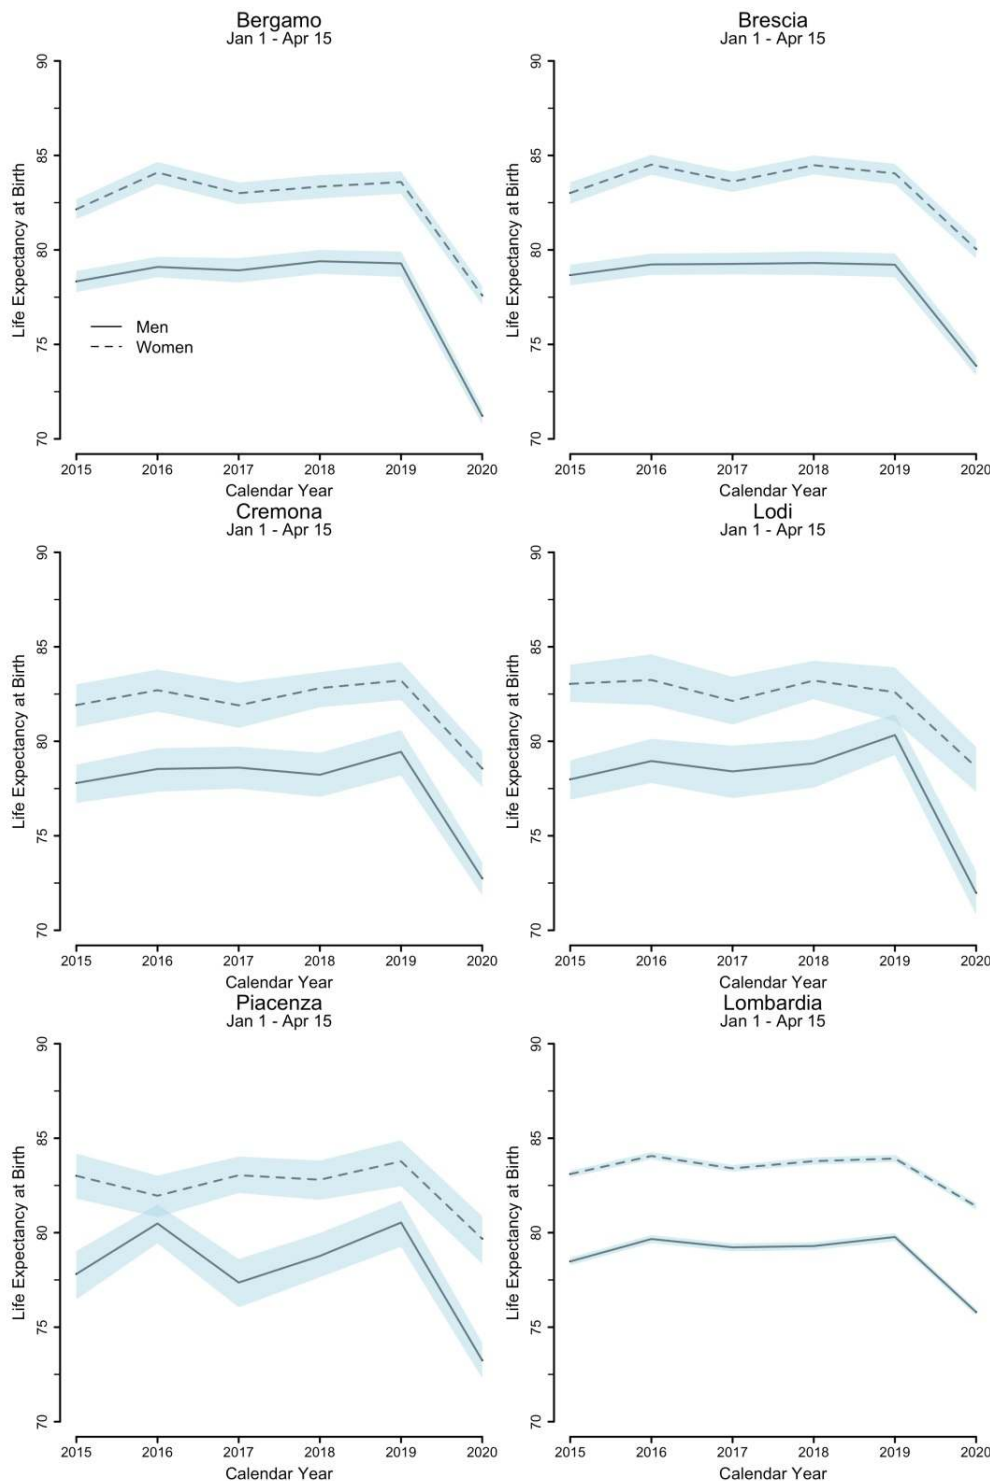 Bergamo
Jan 1 - Apr 15
Life Expectancy at Birth
90
85
80
75
70
Men
Women
2015 2016 2017 2018 2019 2020
Calendar Year
Brescia
Jan 1 - Apr 15
Life Expectancy at Birth
90
85
80
75
70
2015 2016 2017 2018 2019 2020
Calendar Year
Cremona
Jan 1 - Apr 15
Life Expectancy at Birth
90
85
80
75
70
2015 2016 2017 2018 2019 2020
Calendar Year
Lodi
Jan 1 - Apr 15
Life Expectancy at Birth
90
85
80
75
70
2015 2016 2017 2018 2019 2020
Calendar Year
Piacenza
Jan 1 - Apr 15
Life Expectancy at Birth
90
85
80
75
70
2015 2016 2017 2018 2019 2020
Calendar Year
Lombardia
Jan 1 - Apr 15
Life Expectancy at Birth
90
85
80
75
70
2015 2016 2017 2018 2019 2020
Calendar Year